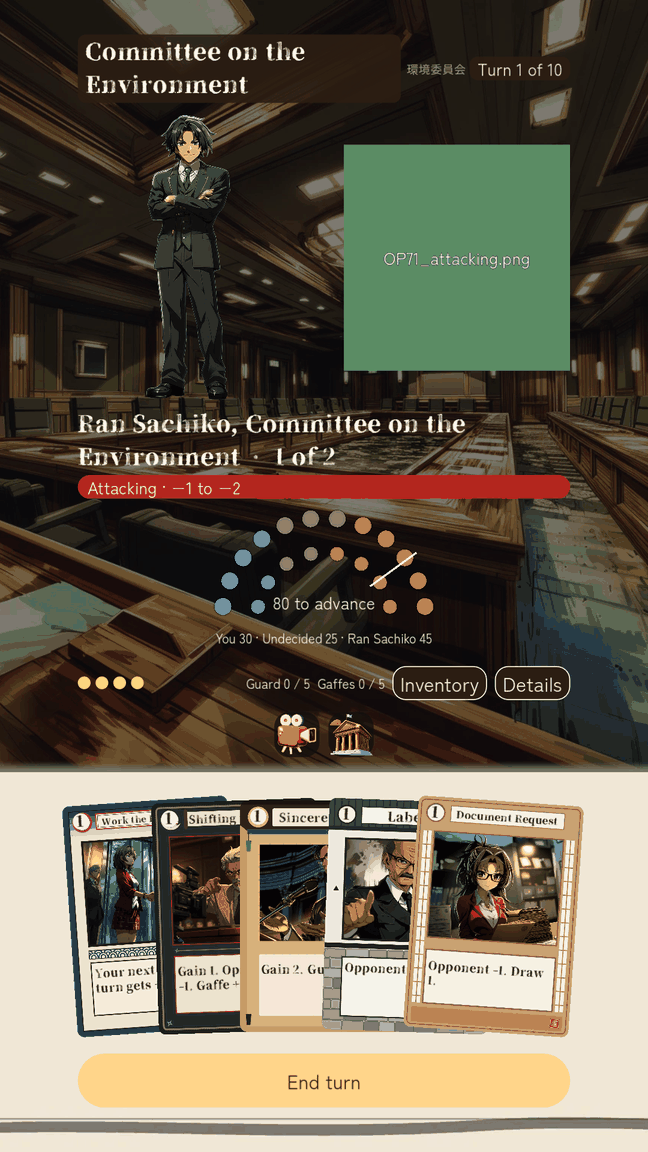 Committee on the
Environment
環境委員会
Turn 1 of 10
OP71_attacking.png
Ran Sachiko, Committee on the
Environment · 1 of 2
Attacking · −1 to −2
80 to advance
You 30 · Undecided 25 · Ran Sachiko 45
Guard 0 / 5 Gaffes 0 / 5
Inventory
Details
1
Work the
Your next
turn gets
1
Shifting
Gain 1. Op
-1. Gaffe +
1
Sincere
Gain 2. Gu
1
Labe
Opponent
1
Document Request
Opponent -1. Draw
1.
End turn